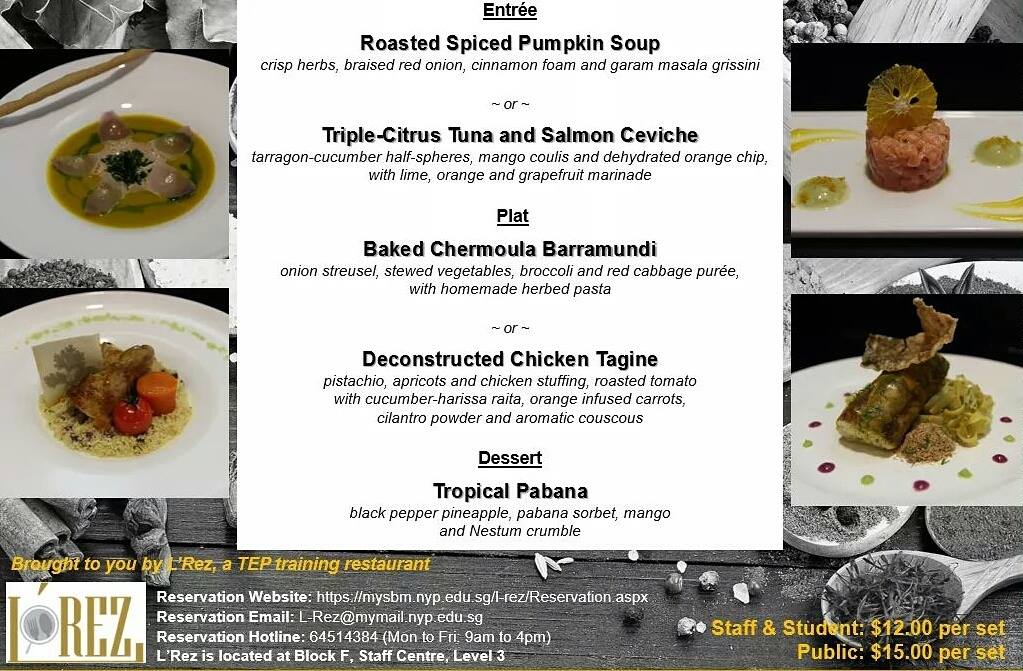 Entrée
Roasted Spiced Pumpkin Soup
crisp herbs, braised red onion, cinnamon foam and garam masala grissini
~ or ~
Triple-Citrus Tuna and Salmon Ceviche
tarragon-cucumber half-spheres, mango coulis and dehydrated orange chip,
with lime, orange and grapefruit marinade
Plat
Baked Chermoula Barramundi
onion streusel, stewed vegetables, broccoli and red cabbage purée,
with homemade herbed pasta
~ or ~
Deconstructed Chicken Tagine
pistachio, apricots and chicken stuffing, roasted tomato
with cucumber-harissa raita, orange infused carrots,
cilantro powder and aromatic couscous
Dessert
Tropical Pabana
black pepper pineapple, pabana sorbet, mango
and Nestum crumble
Brought to you by L'Rez, a TEP training restaurant
L'REZ
Reservation Website: https://mysbm.nyp.edu.sg/l-rez/Reservation.aspx
Reservation Email: L-Rez@mymail.nyp.edu.sg
Reservation Hotline: 64514384 (Mon to Fri: 9am to 4pm)
L'Rez is located at Block F, Staff Centre, Level 3
Staff & Student: $12.00 per set
Public: $15.00 per set